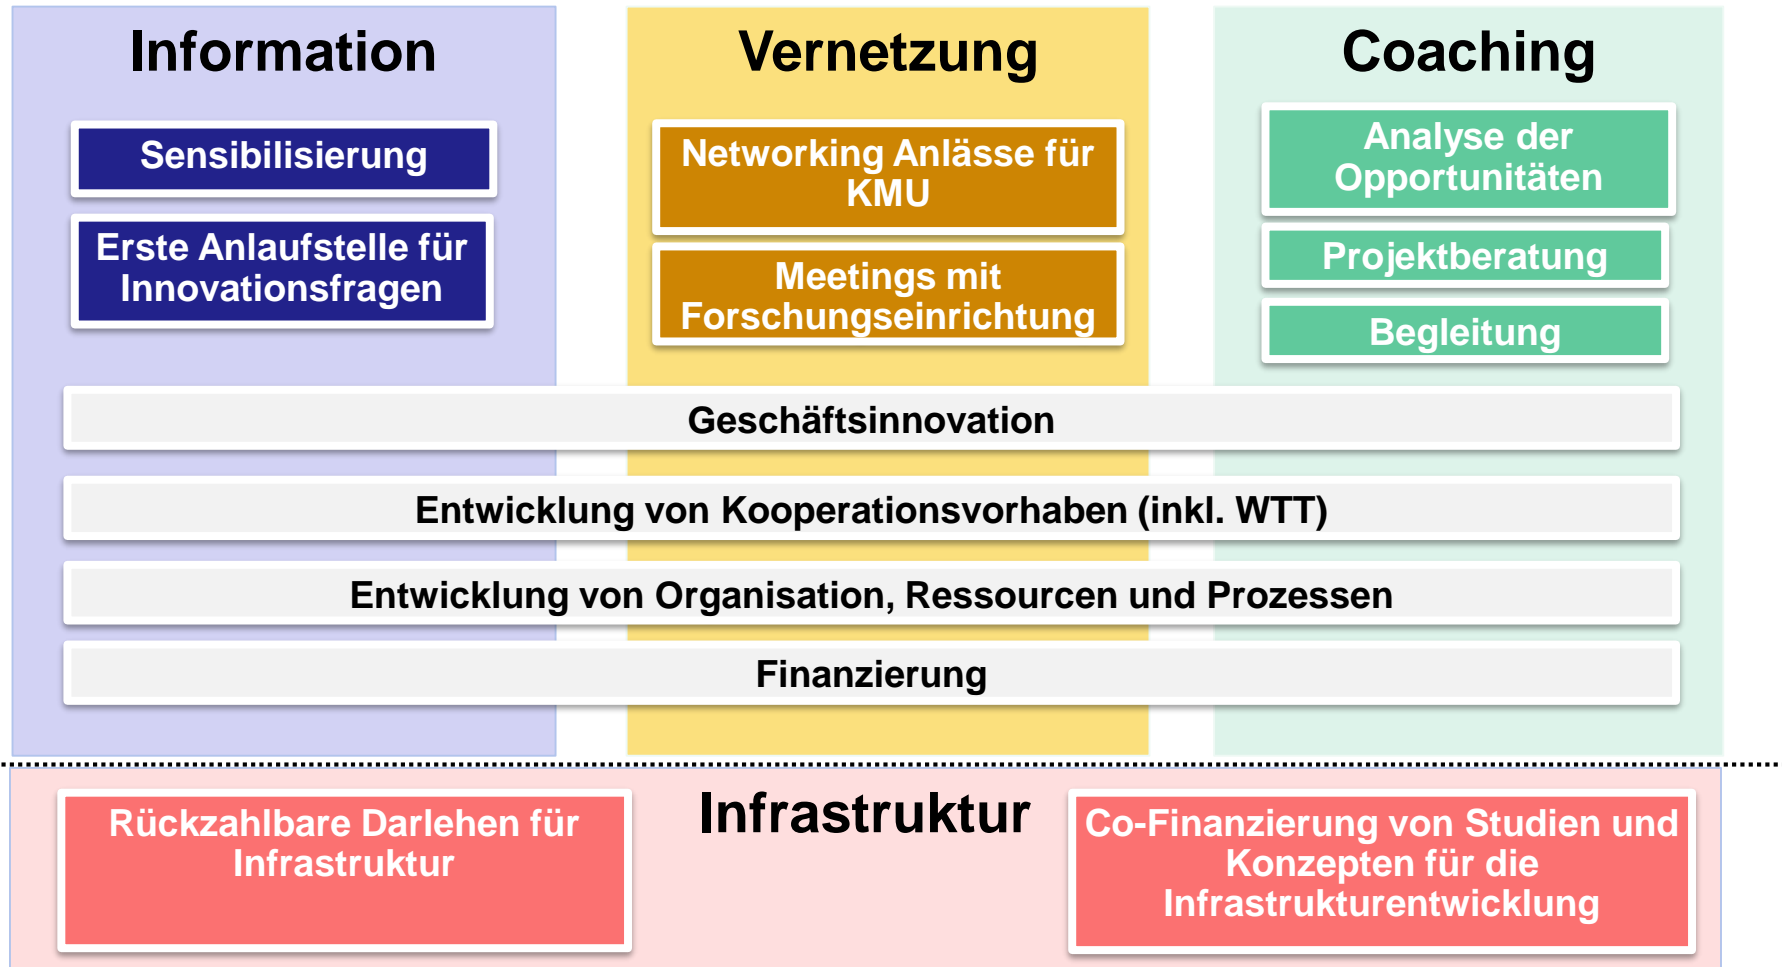 Information
Sensibilisierung
Erste Anlaufstelle für
Innovationsfragen
Vernetzung
Networking Anlässe für
KMU
Meetings mit
Forschungseinrichtung
Coaching
Analyse der
Opportunitäten
Projektberatung
Begleitung
Geschäftsinnovation
Entwicklung von Kooperationsvorhaben (inkl. WTT)
Entwicklung von Organisation, Ressourcen und Prozessen
Finanzierung
Infrastruktur
Rückzahlbare Darlehen für
Infrastruktur
Co-Finanzierung von Studien und
Konzepten für die
Infrastrukturentwicklung